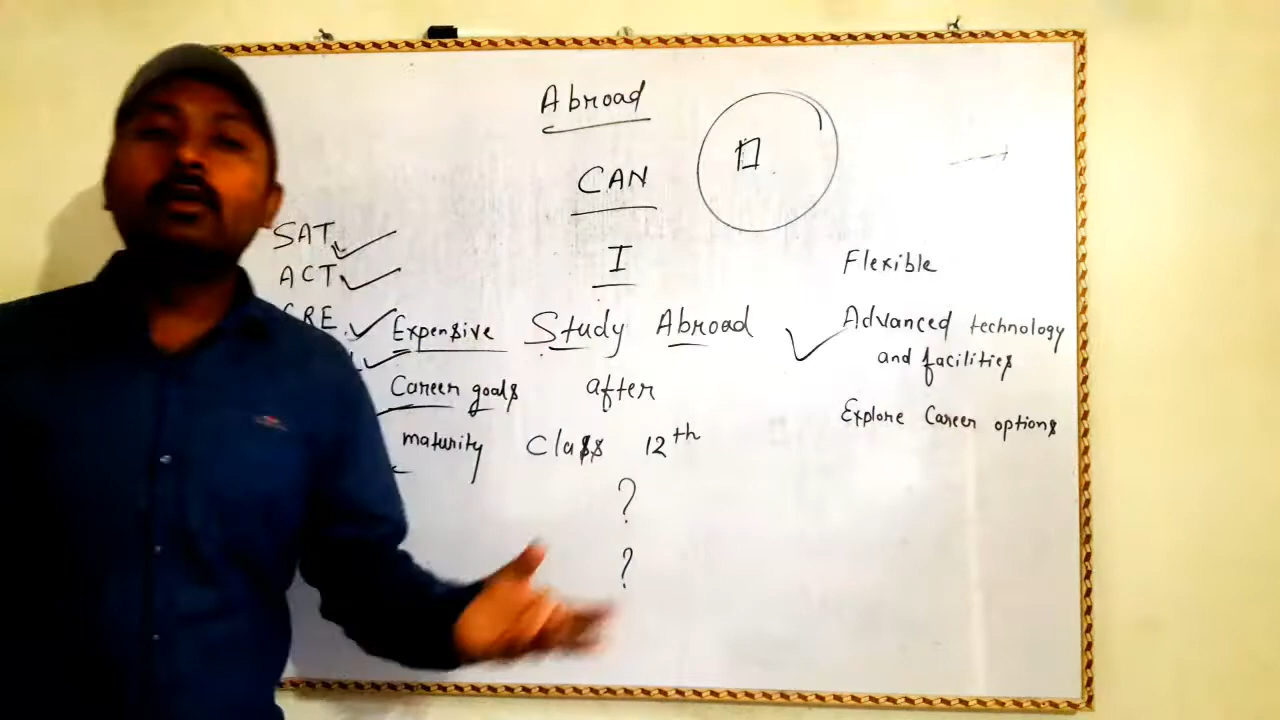 Abroad
CAN
I
Study Abroad
after
Class 12th
?
?
SAT
ACT
GRE
Expensive
Career goals
maturity
Flexible
Advanced technology
and facilities
Explore Career options